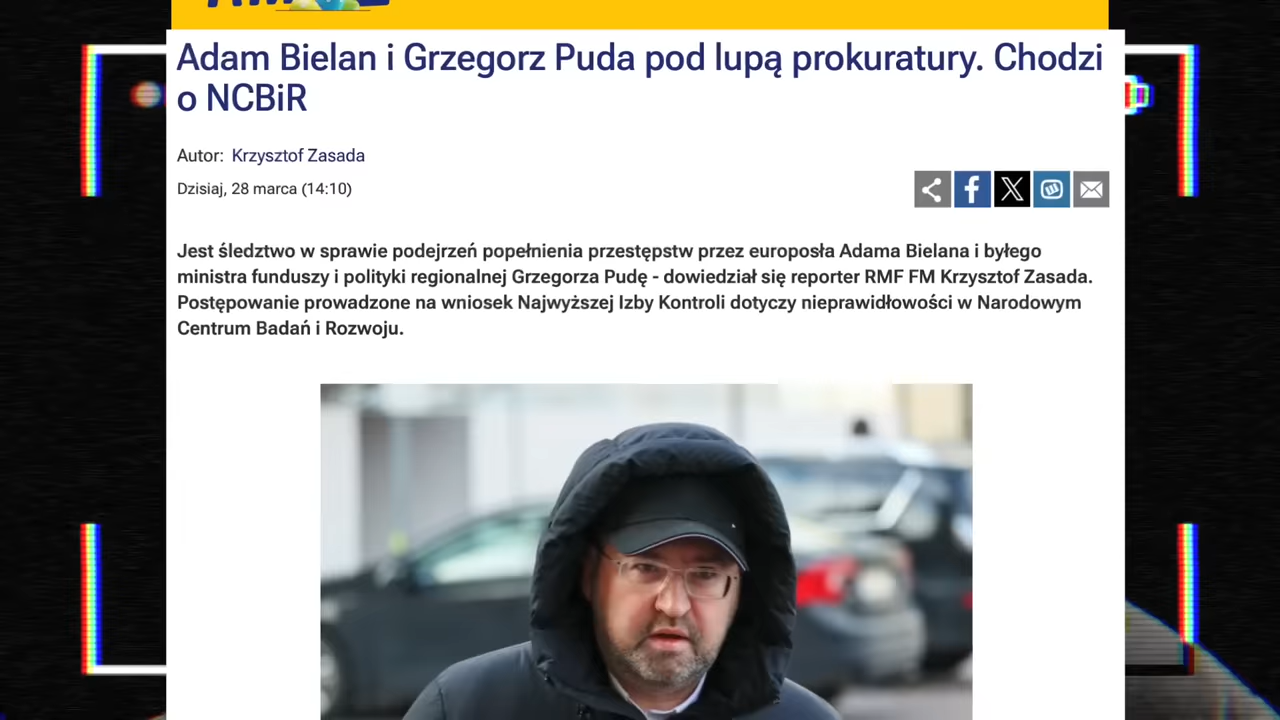 Adam Bielan i Grzegorz Puda pod lupą prokuratury. Chodzi
o NCBiR
Autor: Krzysztof Zasada
Dzisiaj, 28 marca (14:10)
Jest śledztwo w sprawie podejrzeń popełnienia przestępstw przez europosła Adama Bielana i byłego
ministra funduszy i polityki regionalnej Grzegorza Pudę - dowiedział się reporter RMF FM Krzysztof Zasada.
Postępowanie prowadzone na wniosek Najwyższej Izby Kontroli dotyczy nieprawidłowości w Narodowym
Centrum Badań i Rozwoju.